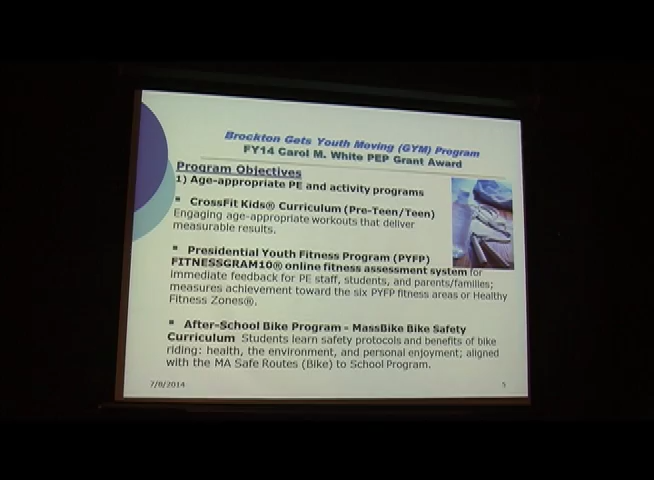 Brockton Gets Youth Moving (GYM) Program
FY14 Carol M. White PEP Grant Award
Program Objectives
1) Age-appropriate PE and activity programs
▪ CrossFit Kids® Curriculum (Pre-Teen/Teen)
Engaging age-appropriate workouts that deliver
measurable results.
▪ Presidential Youth Fitness Program (PYFP)
FITNESSGRAM10® online fitness assessment system for
immediate feedback for PE staff, students, and parents/families;
measures achievement toward the six PYFP fitness areas or Healthy
Fitness Zones®.
▪ After-School Bike Program - MassBike Bike Safety
Curriculum Students learn safety protocols and benefits of bike
riding: health, the environment, and personal enjoyment; aligned
with the MA Safe Routes (Bike) to School Program.
7/8/2014
5